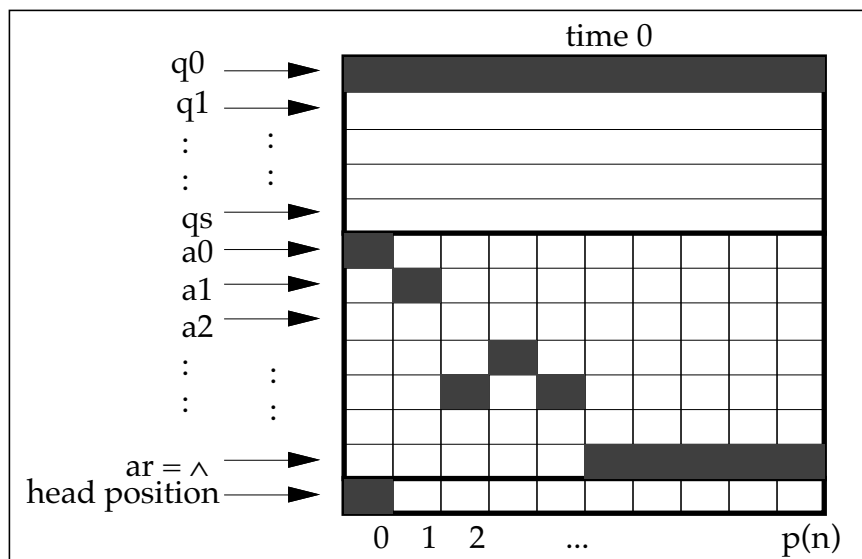 time 0
q0
q1
: :
: :
qs
a0
a1
a2
: :
: :
ar = ^
head position
0 1 2 ... p(n)